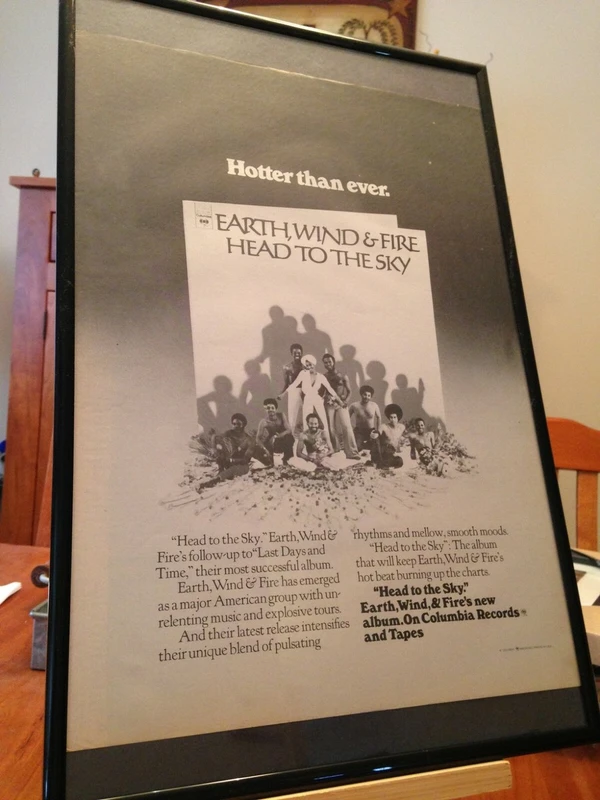 Hotter than ever.
EARTH, WIND & FIRE
HEAD TO THE SKY
"Head to the Sky." Earth, Wind &
Fire's follow-up to "Last Days and
Time," their most successful album.
Earth, Wind & Fire has emerged
as a major American group with un-
relenting music and explosive tours.
And their latest release intensifies
their unique blend of pulsating
rhythms and mellow, smooth moods.
"Head to the Sky": The album
that will keep Earth, Wind & Fire's
hot beat burning up the charts.
"Head to the Sky."
Earth, Wind, & Fire's new
album. On Columbia Records®
and Tapes